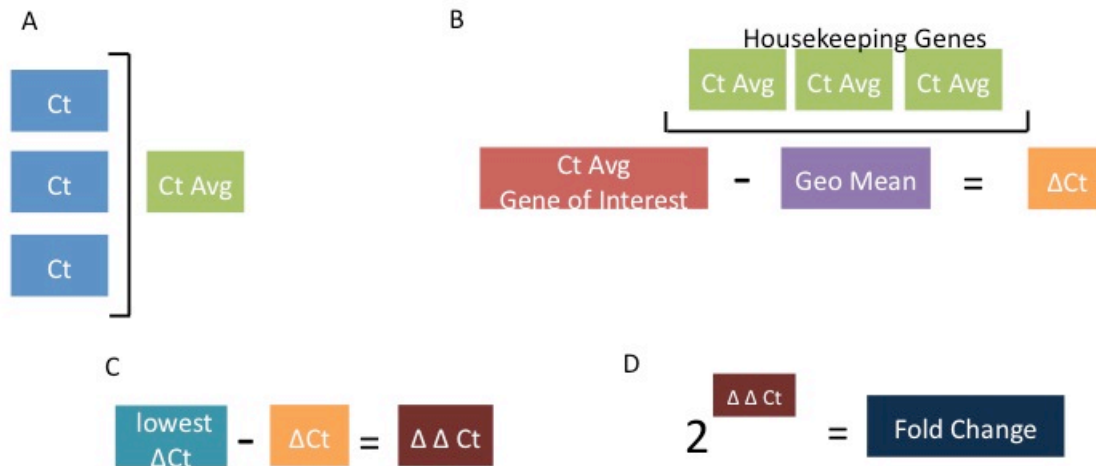 A
Ct
Ct
Ct
Ct Avg
B
Housekeeping Genes
Ct Avg Ct Avg Ct Avg
Ct Avg
Gene of Interest
- Geo Mean = ΔCt
C
lowest
ΔCt
- ΔCt = Δ Δ Ct
D
2 Δ Δ Ct = Fold Change